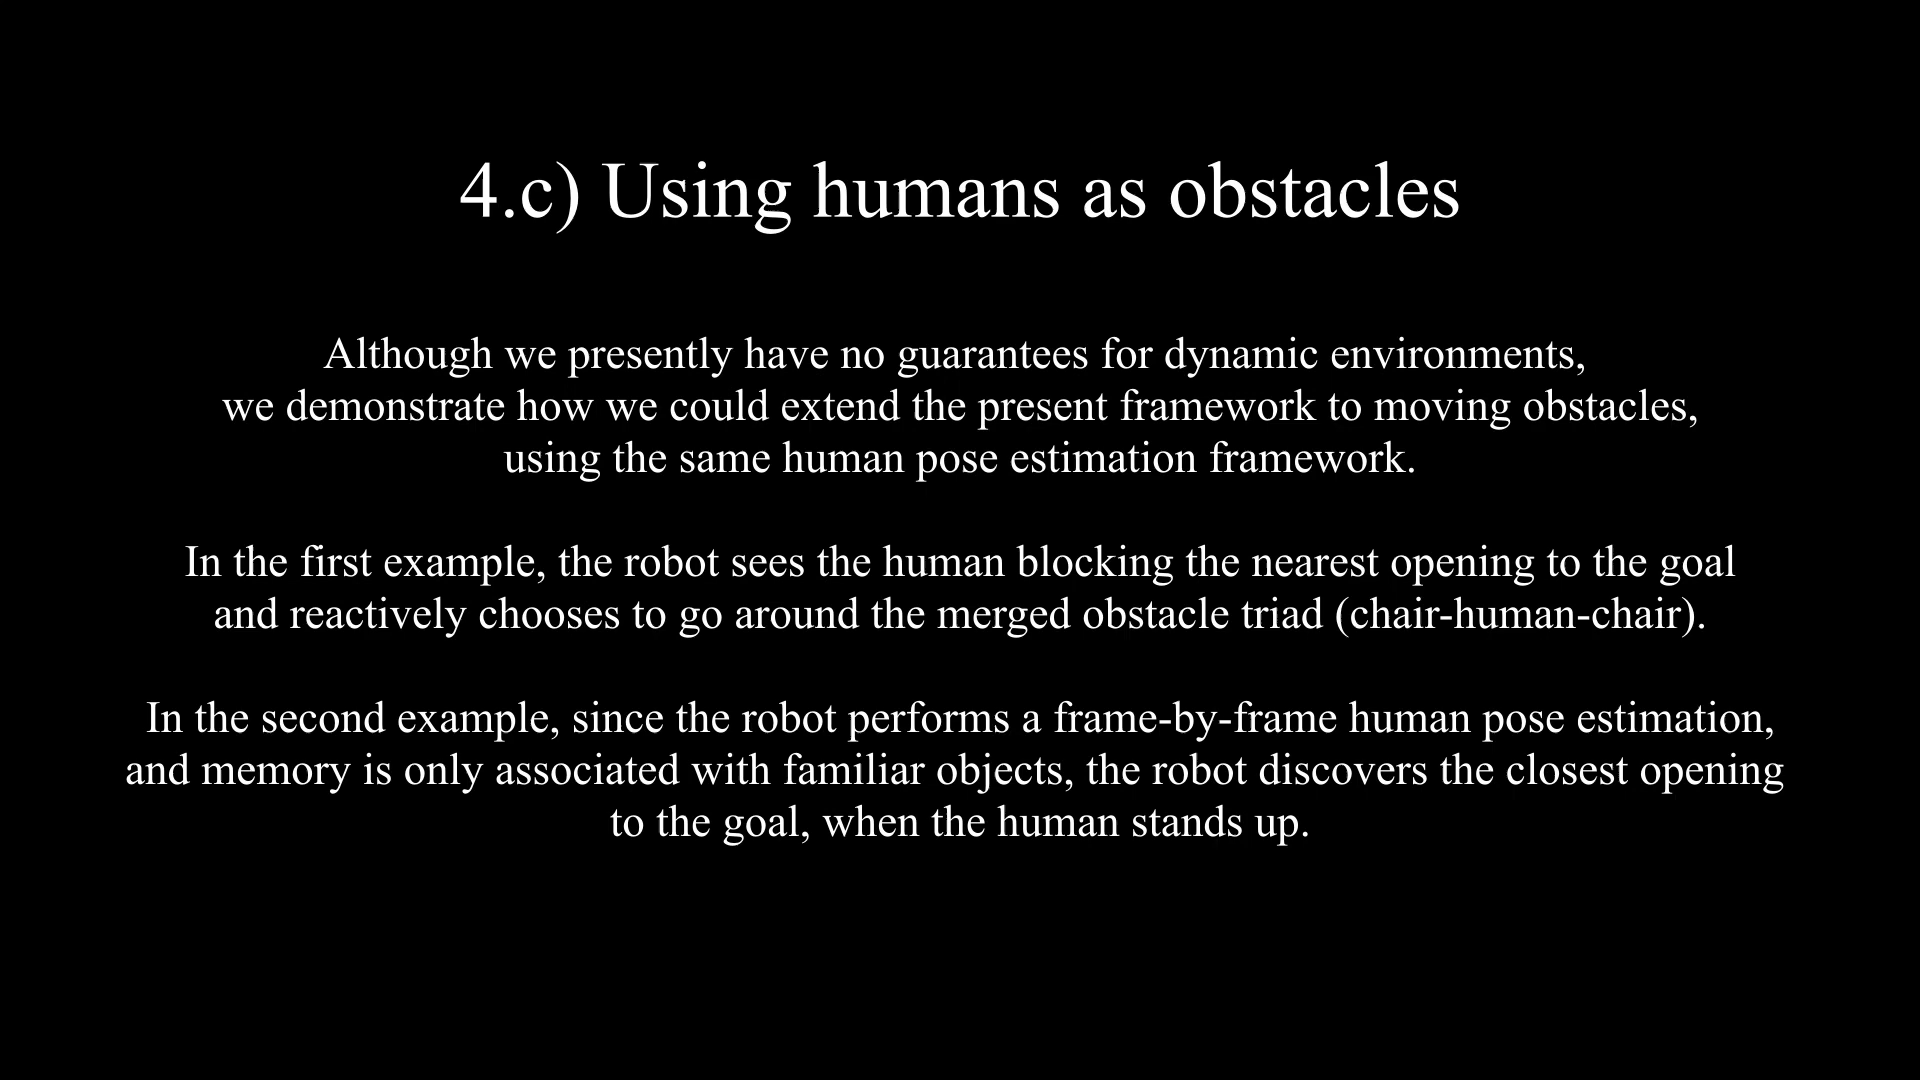 4.c) Using humans as obstacles
Although we presently have no guarantees for dynamic environments,
we demonstrate how we could extend the present framework to moving obstacles,
using the same human pose estimation framework.
In the first example, the robot sees the human blocking the nearest opening to the goal
and reactively chooses to go around the merged obstacle triad (chair-human-chair).
In the second example, since the robot performs a frame-by-frame human pose estimation,
and memory is only associated with familiar objects, the robot discovers the closest opening
to the goal, when the human stands up.